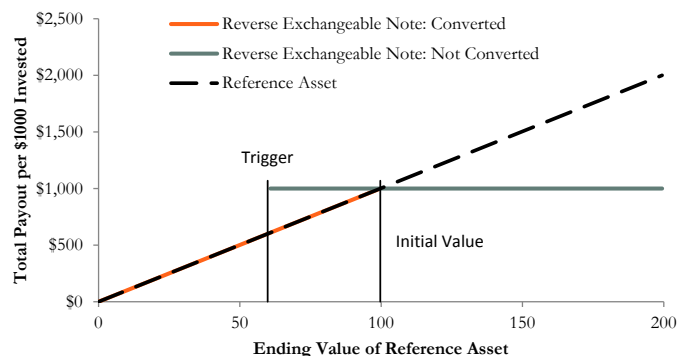 $2,500
Reverse Exchangeable Note: Converted
Reverse Exchangeable Note: Not Converted
Reference Asset
$2,000
$1,500
Trigger
$1,000
Initial Value
$500
$0
0 50 100 150 200
Total Payout per $1000 Invested
Ending Value of Reference Asset